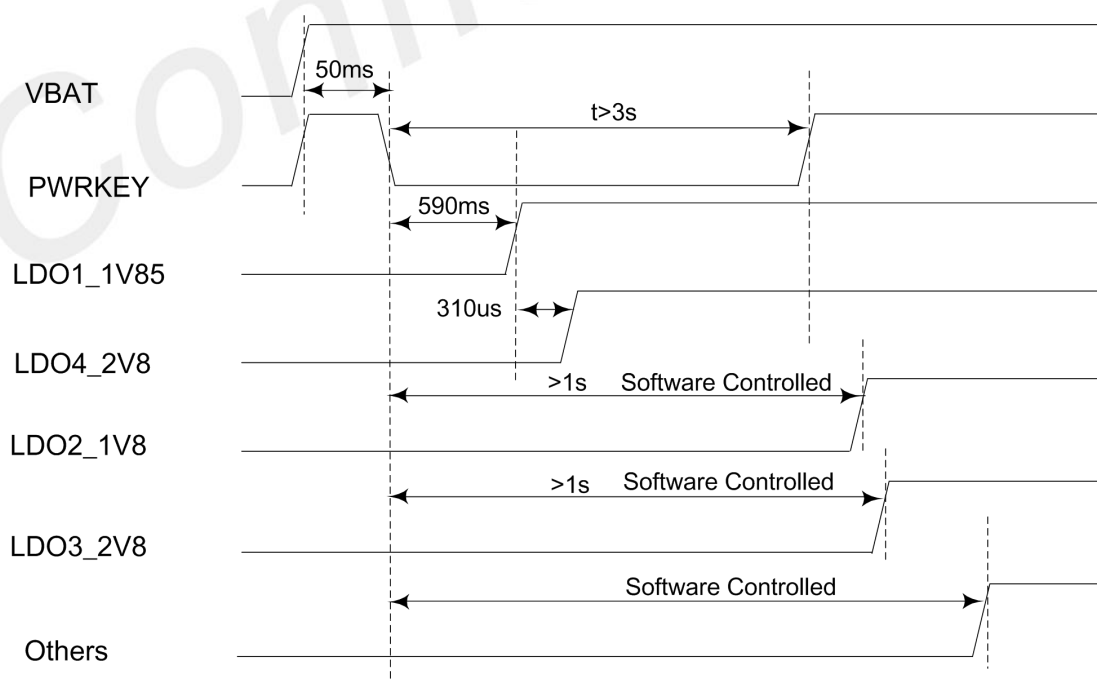 VBAT
50ms
t>3s
PWRKEY
590ms
LDO1_1V85
310us
LDO4_2V8
>1s Software Controlled
LDO2_1V8
>1s Software Controlled
LDO3_2V8
Software Controlled
Others